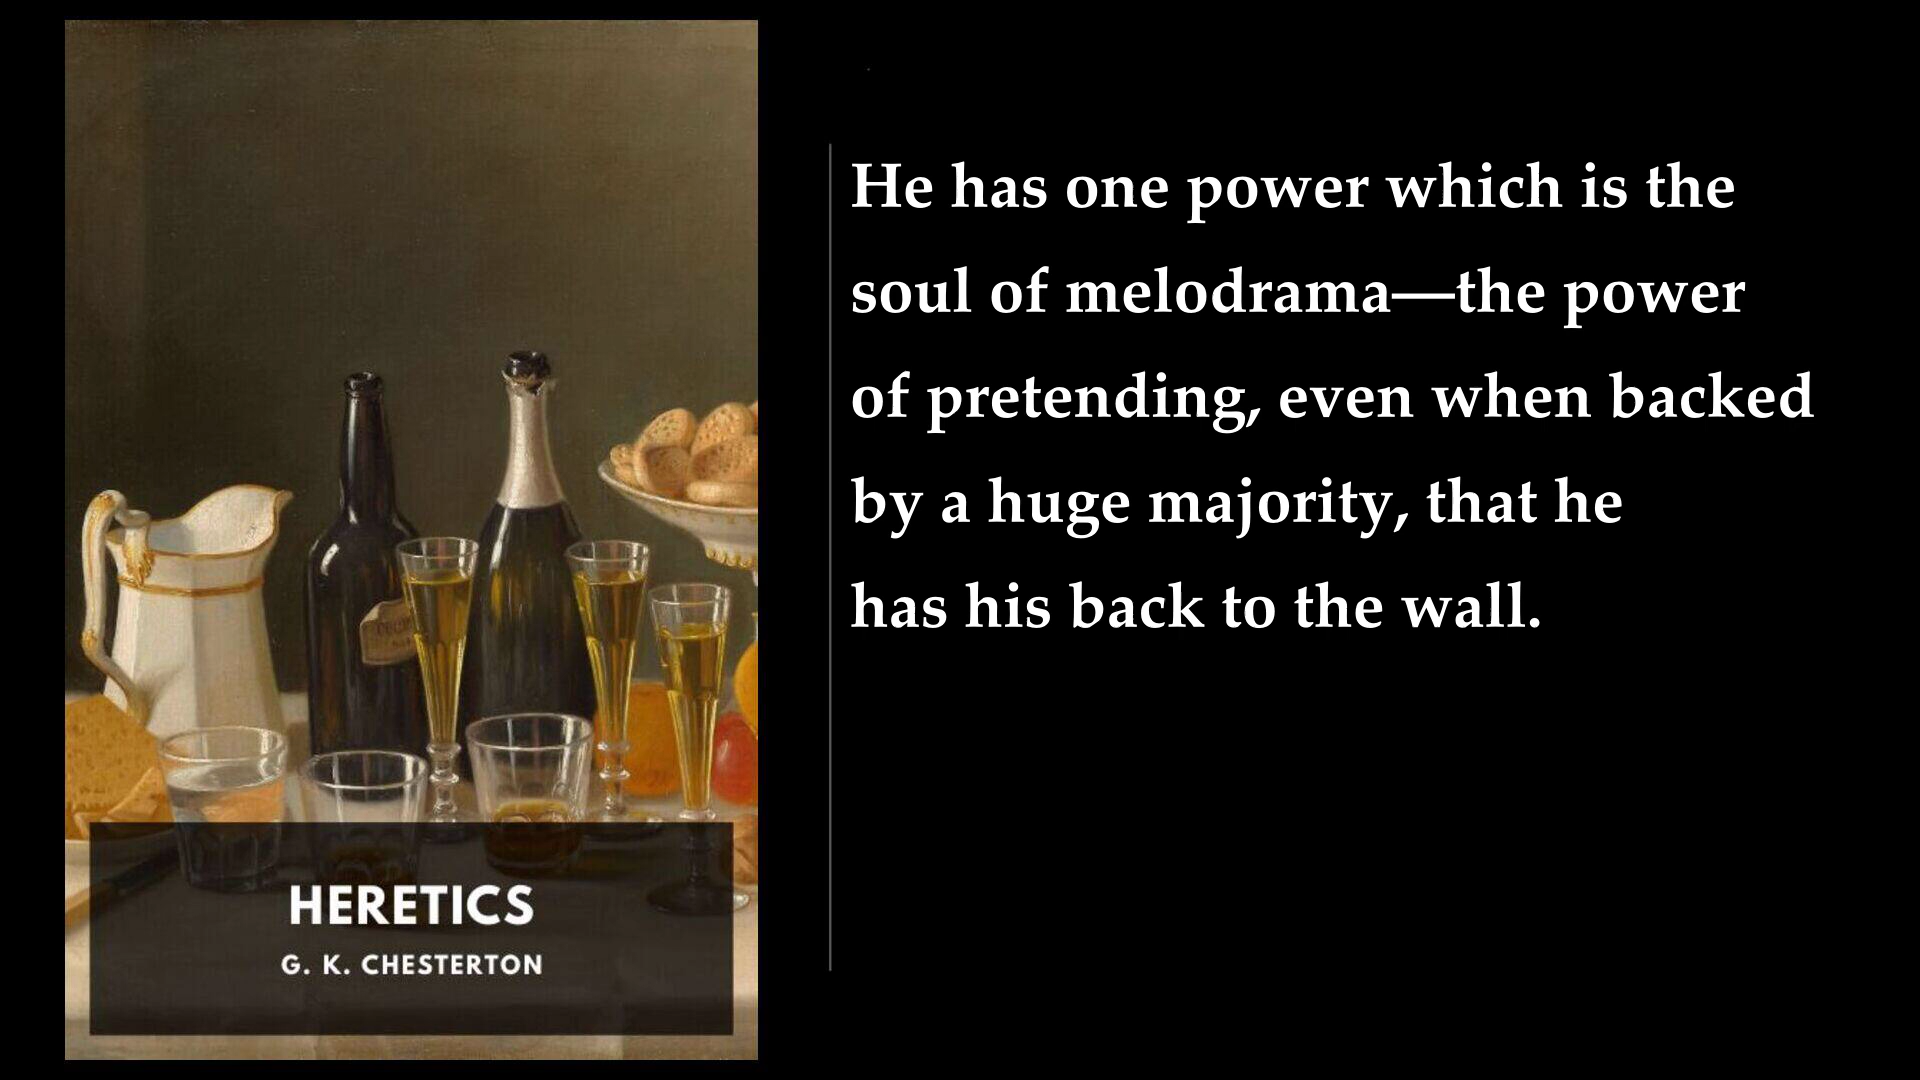 He has one power which is the
soul of melodrama—the power
of pretending, even when backed
by a huge majority, that he
has his back to the wall.
HERETICS
G. K. CHESTERTON